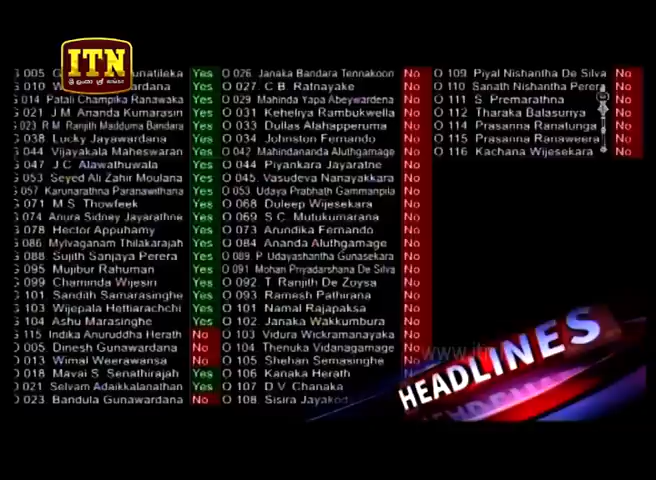 ITN
G 005 unatileka Yes
G 010 ardana Yes
G 014 Patali Champika Ranawaka Yes
G 021 J.M. Ananda Kumarasin Yes
G 023 R.M. Ranjith Madduma Bandara Yes
G 038 Lucky Jayawardana Yes
G 044 Vijayakala Maheswaran Yes
G 047 J.C. Alawathuwala Yes
G 053 Seyed Ali Zahir Moulana Yes
G 057 Karunarathna Paranawithana Yes
G 071 M.S. Thowfeek Yes
G 074 Anura Sidney Jayarathne Yes
G 078 Hector Appuhamy Yes
G 086 Mylvaganam Thilakarajah Yes
G 088 Sujith Sanjaya Perera Yes
G 095 Mujibur Rahuman Yes
G 099 Chaminda Wijesiri Yes
G 101 Sandith Samarasinghe Yes
G 103 Wijepala Hettiarachchi Yes
G 104 Ashu Marasinghe Yes
G 115 Indika Anuruddha Herath No
O 005 Dinesh Gunawardana No
O 013 Wimal Weerawansa No
O 018 Mavai S. Senathirajah Yes
O 021 Selvam Adaikkalanathan Yes
O 023 Bandula Gunawardana No
O 026 Janaka Bandara Tennakoon No
O 027 C.B. Ratnayake No
O 029 Mahinda Yapa Abeywardena No
O 031 Keheliya Rambukwella No
O 033 Dullas Alahapperuma No
O 034 Johnston Fernando No
O 042 Mahindananda Aluthgamage No
O 044 Piyankara Jayaratne No
O 045 Vasudeva Nanayakkara No
O 053 Udaya Prabhath Gammanpila No
O 068 Duleep Wijesekara No
O 069 S.C. Mutukumarana No
O 073 Arundika Fernando No
O 084 Ananda Aluthgamage No
O 089 P. Udayashantha Gunasekara No
O 091 Mohan Priyadarshana De Silva No
O 092 T. Ranjith De Zoysa No
O 093 Ramesh Pathirana No
O 101 Namal Rajapaksa No
O 102 Janaka Wakkumbura No
O 103 Vidura Wickramanayaka No
O 104 Thenuka Vidanagamage No
O 105 Shehan Semasinghe No
O 106 Kanaka Herath No
O 107 D.V. Chanaka
O 108 Sisira Jayakod
O 109 Piyal Nishantha De Silva No
O 110 Sanath Nishantha Perera No
O 111 S. Premarathna No
O 112 Tharaka Balasuriya No
O 114 Prasanna Ranatunga No
O 115 Prasanna Ranaweera No
O 116 Kachana Wijesekara No
HEADLINES